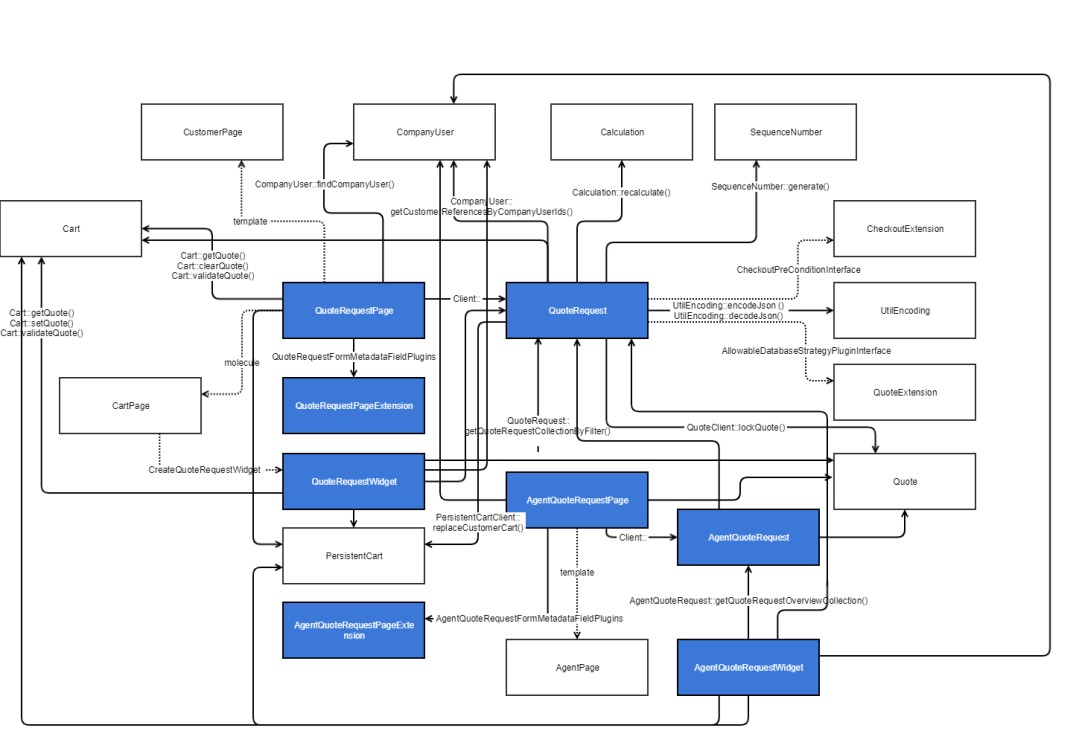 CustomerPage
CompanyUser
Calculation
SequenceNumber
CompanyUser::findCompanyUser()
Calculation::recalculate()
SequenceNumber::generate()
CompanyUser::
getCustomerReferencesByCompanyUserIds()
template
Cart
CheckoutExtension
Cart::getQuote()
Cart::clearQuote()
Cart::validateQuote()
CheckoutPreConditionInterface
Client::
QuoteRequestPage
QuoteRequest
UtilEncoding::encodeJson ()
UtilEncoding::decodeJson()
UtilEncoding
Cart::getQuote()
Cart::setQuote()
Cart::validateQuote()
AllowableDatabaseStrategyPluginInterface
QuoteRequestFormMetadataFieldPlugins
molecule
QuoteExtension
CartPage
QuoteRequestPageExtension
QuoteRequest::
getQuoteRequestCollectionByFilter()
QuoteClient::lockQuote()
CreateQuoteRequestWidget
QuoteRequestWidget
Quote
AgentQuoteRequestPage
PersistentCartClient::
replaceCustomerCart()
Client::
AgentQuoteRequest
PersistentCart
template
AgentQuoteRequest::getQuoteRequestOverviewCollection()
AgentQuoteRequestPageExte
nsion
AgentQuoteRequestFormMetadataFieldPlugins
AgentPage
AgentQuoteRequestWidget